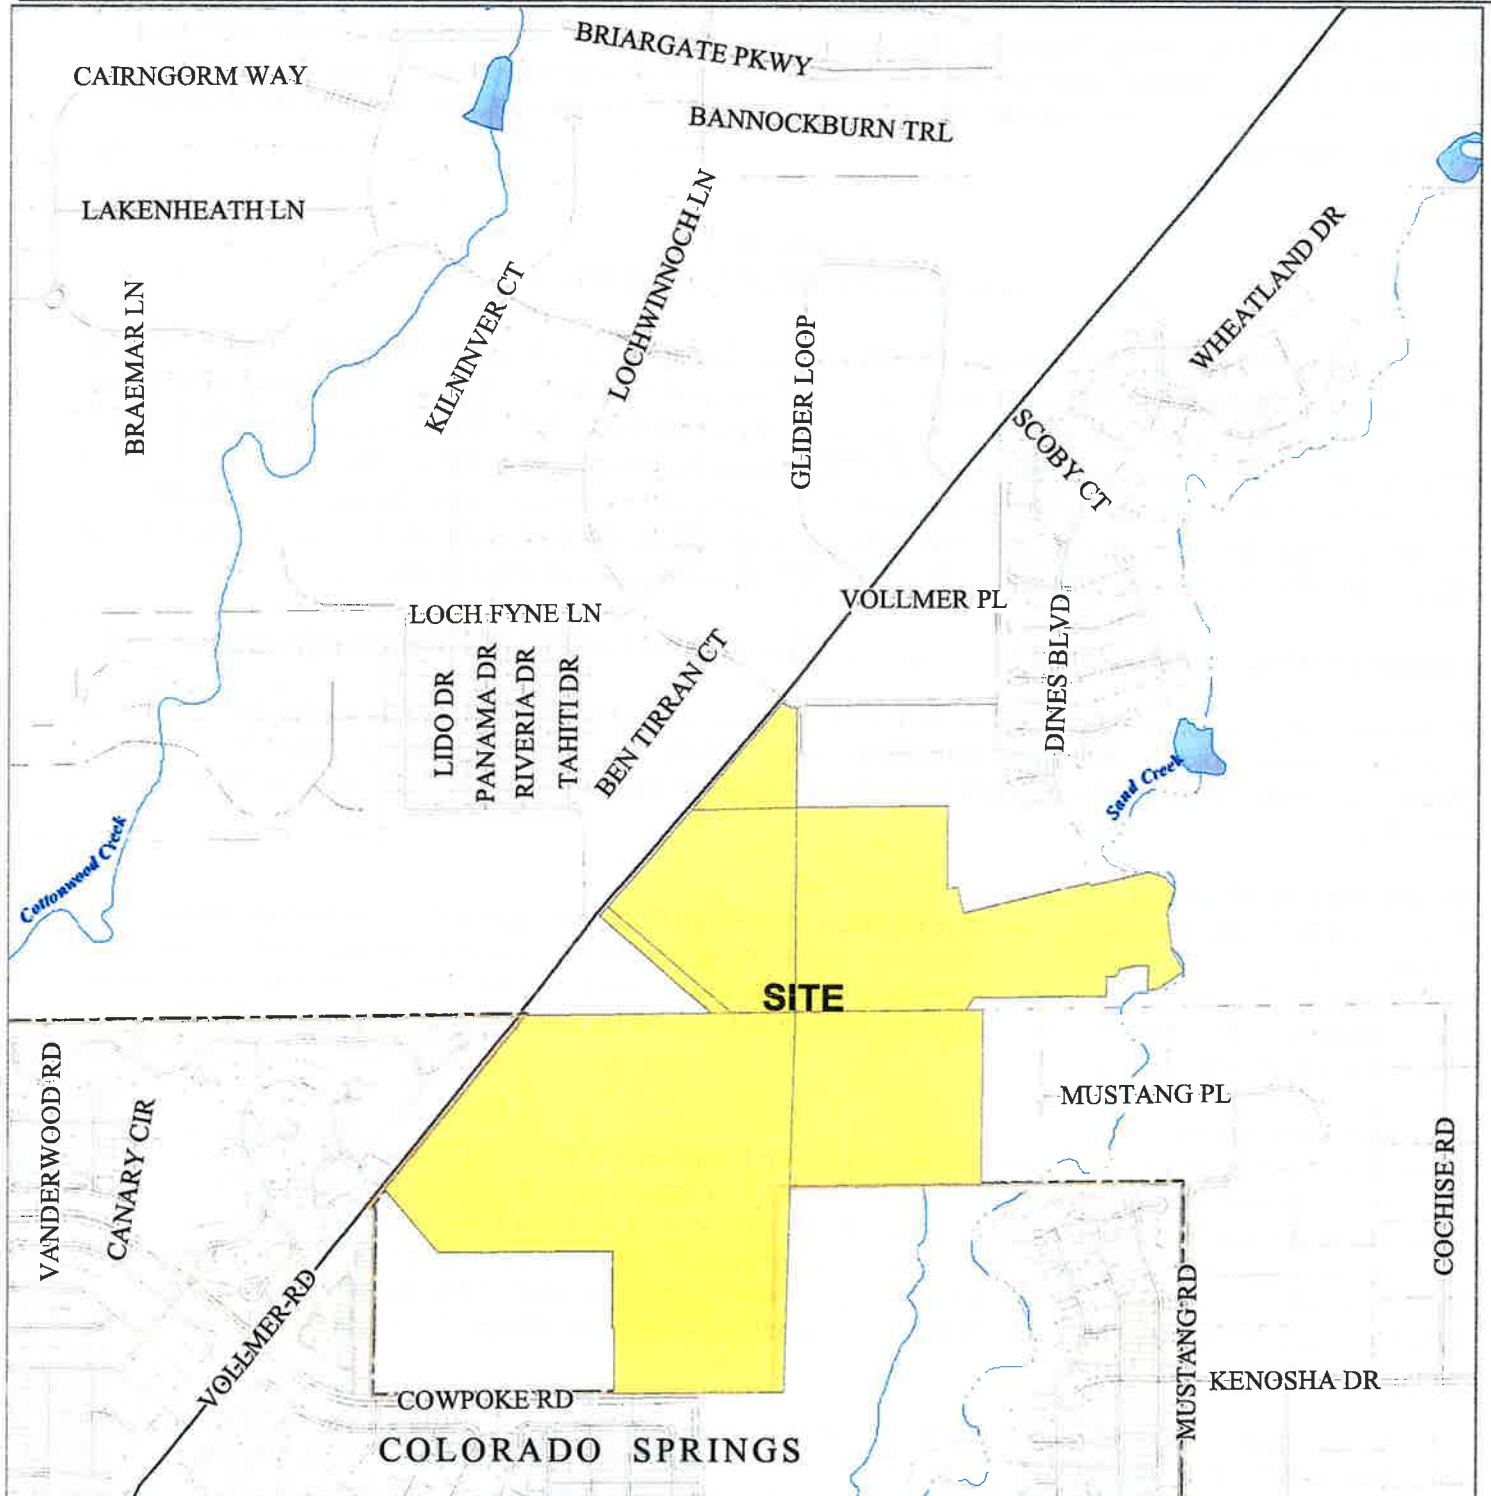 BRIARGATE PKWY
CAIRNGORM WAY
BANNOCKBURN TRL
LAKENHEATH LN
LOCHWINNOCH LN
WHEATLAND DR
KILNINVER CT
BRAEMAR LN
GLIDER LOOP
SCOBY CT
VOLLMER PL
LOCH FYNE LN
DINES BLVD
LIDO DR
PANAMA DR
RIVERIA DR
TAHITI DR
BEN TIRRAN CT
Sand Creek
Cottonwood Creek
SITE
VANDERWOOD RD
CANARY CIR
MUSTANG PL
COCHISE RD
VOLLMER RD
MUSTANG RD
KENOSHA DR
COWPOKE RD
COLORADO SPRINGS